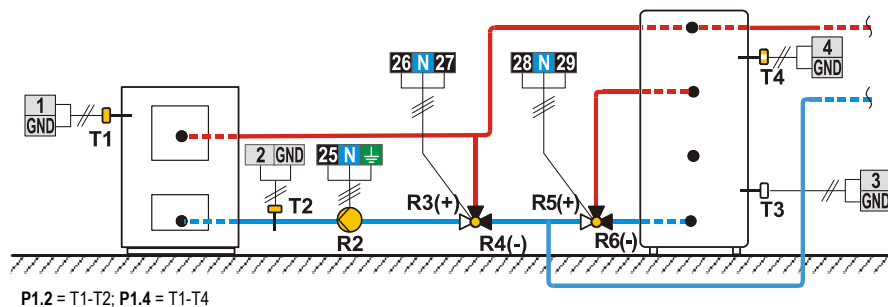 26 N 27
28 N 29
4
GND
T4
1
GND
T1
2 GND
25 N
T2
R3(+)
R5(+)
3
GND
T3
R2
R4(-)
R6(-)
P1.2 = T1-T2; P1.4 = T1-T4